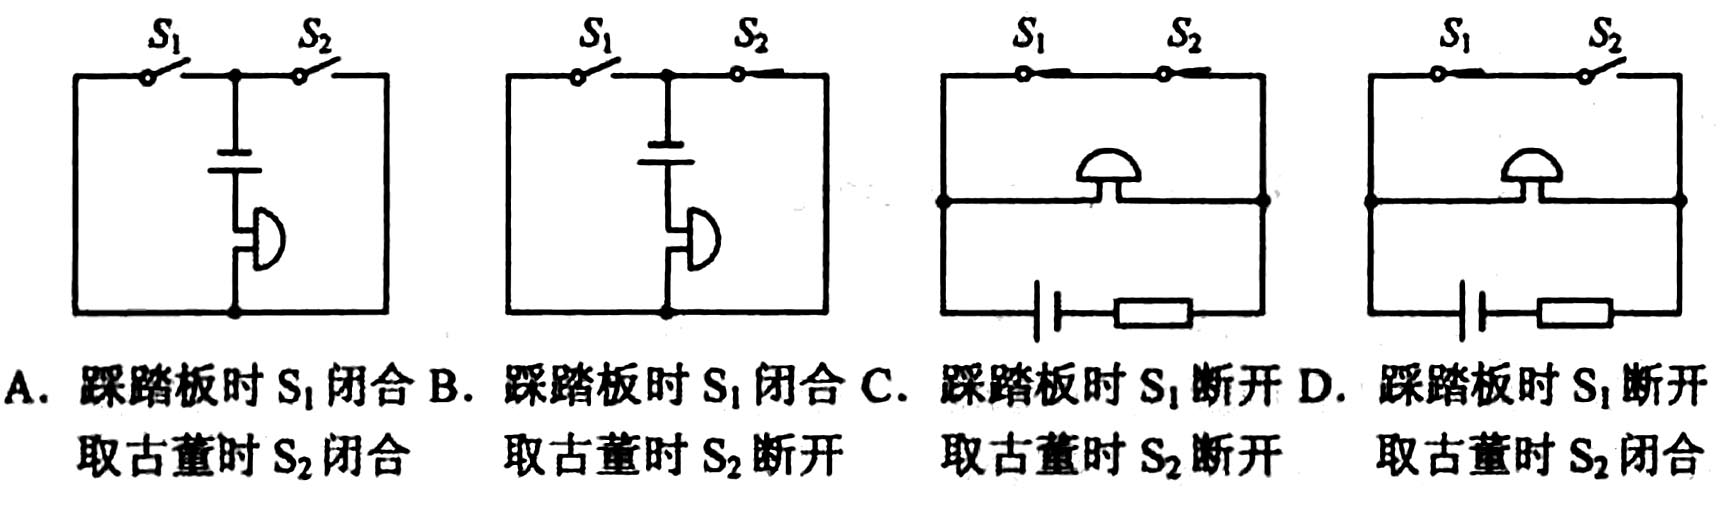 S₁ S₂ S₁ S₂ S₁ S₂ S₁ S₂
A. 踩踏板时 S₁ 闭合 B. 踩踏板时 S₁ 闭合 C. 踩踏板时 S₁ 断开 D. 踩踏板时 S₁ 断开
取古董时 S₂ 闭合 取古董时 S₂ 断开 取古董时 S₂ 断开 取古董时 S₂ 闭合